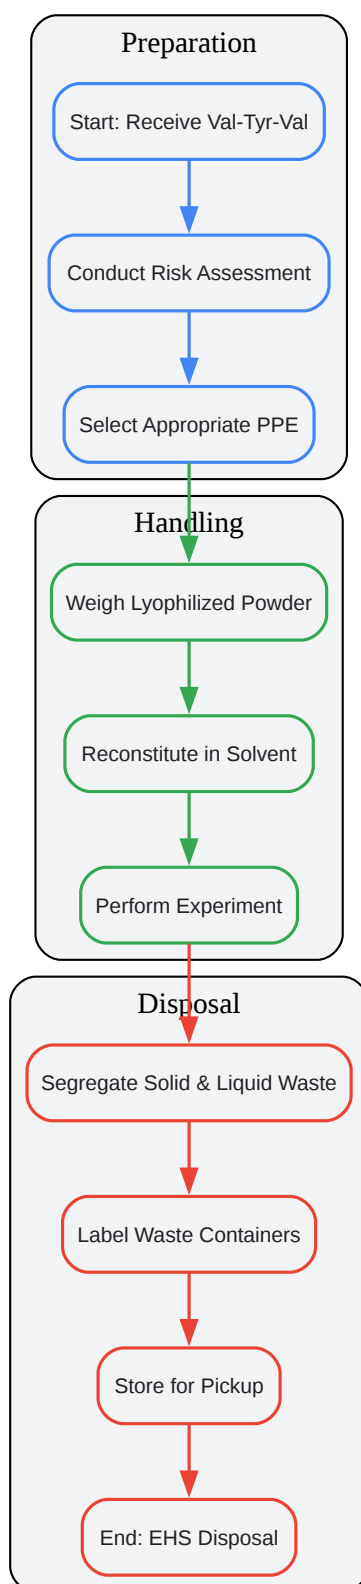 Preparation
Start: Receive Val-Tyr-Val
Conduct Risk Assessment
Select Appropriate PPE
Handling
Weigh Lyophilized Powder
Reconstitute in Solvent
Perform Experiment
Disposal
Segregate Solid & Liquid Waste
Label Waste Containers
Store for Pickup
End: EHS Disposal